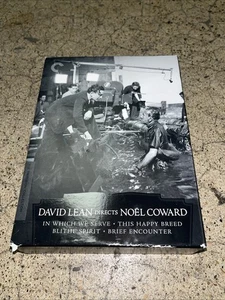 DAVID LEAN DIRECTS NOËL COWARD
IN WHICH WE SERVE • THIS HAPPY BREED
BLITHE SPIRIT • BRIEF ENCOUNTER